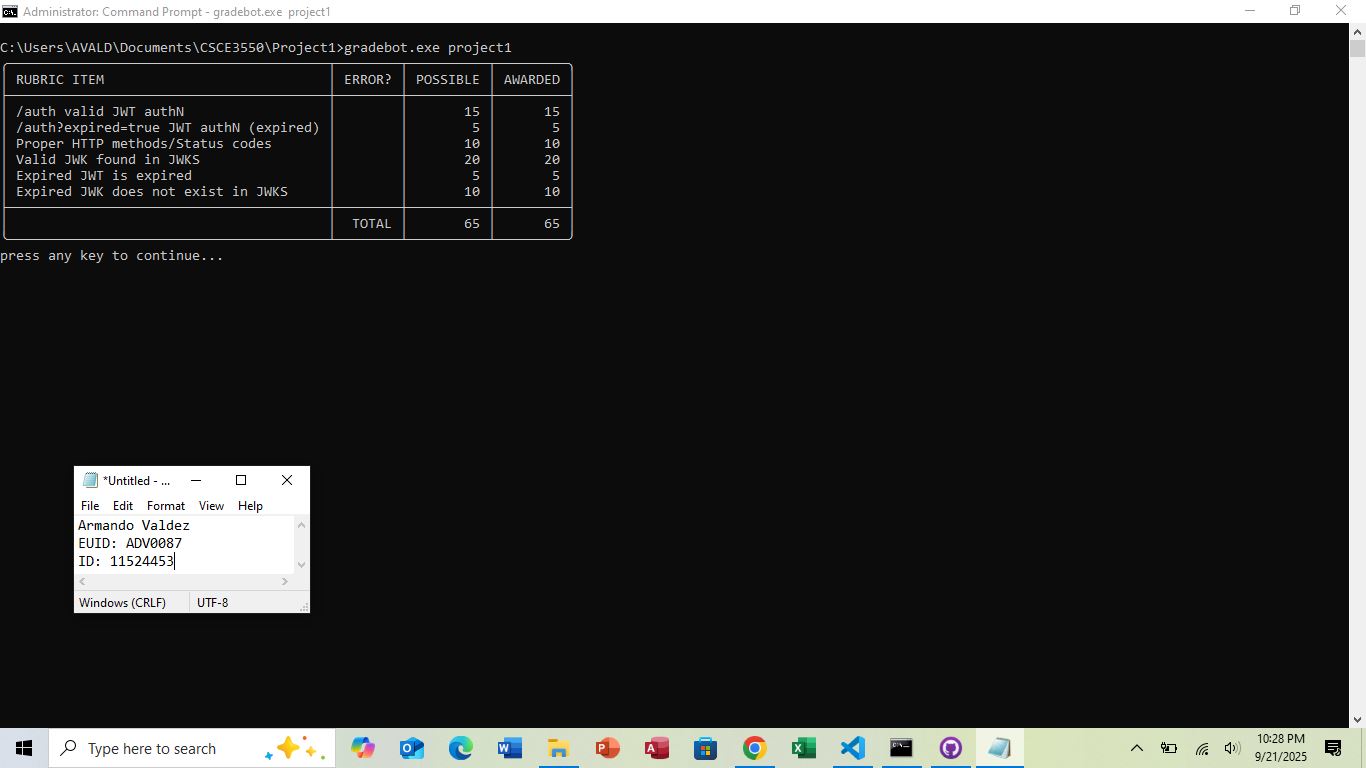 Administrator: Command Prompt - gradebot.exe  project1
C:\Users\AVALD\Documents\CSCE3550\Project1>gradebot.exe project1
RUBRIC ITEM ERROR? POSSIBLE AWARDED
/auth valid JWT authN 15 15
/auth?expired=true JWT authN (expired) 5 5
Proper HTTP methods/Status codes 10 10
Valid JWK found in JWKS 20 20
Expired JWT is expired 5 5
Expired JWK does not exist in JWKS 10 10
TOTAL 65 65
press any key to continue...
*Untitled - ...
File Edit Format View Help
Armando Valdez
EUID: ADV0087
ID: 11524453
Windows (CRLF) UTF-8
Type here to search
10:28 PM
9/21/2025